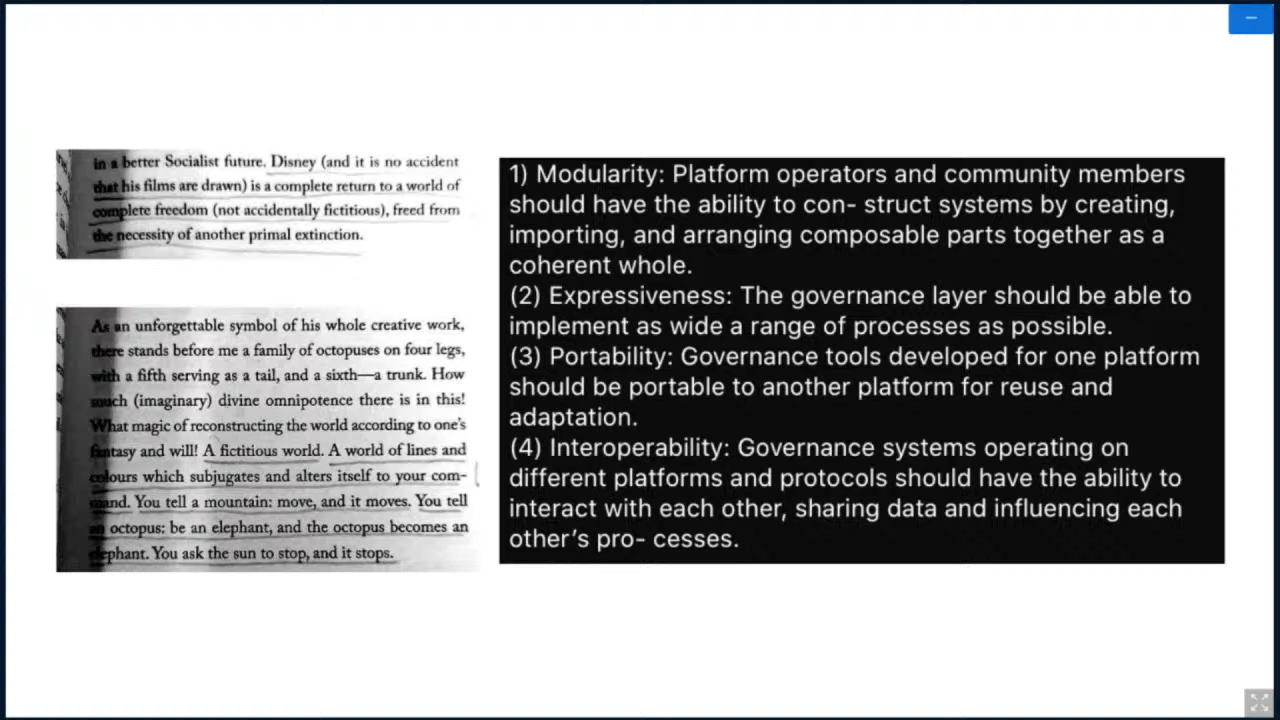 in a better Socialist future. Disney (and it is no accident
that his films are drawn) is a complete return to a world of
complete freedom (not accidentally fictitious), freed from
the necessity of another primal extinction.
As an unforgettable symbol of his whole creative work,
there stands before me a family of octopuses on four legs,
with a fifth serving as a tail, and a sixth—a trunk. How
much (imaginary) divine omnipotence there is in this!
What magic of reconstructing the world according to one's
fantasy and will! A fictitious world. A world of lines and
colours which subjugates and alters itself to your com-
mand. You tell a mountain: move, and it moves. You tell
an octopus: be an elephant, and the octopus becomes an
elephant. You ask the sun to stop, and it stops.
1) Modularity: Platform operators and community members
should have the ability to con- struct systems by creating,
importing, and arranging composable parts together as a
coherent whole.
(2) Expressiveness: The governance layer should be able to
implement as wide a range of processes as possible.
(3) Portability: Governance tools developed for one platform
should be portable to another platform for reuse and
adaptation.
(4) Interoperability: Governance systems operating on
different platforms and protocols should have the ability to
interact with each other, sharing data and influencing each
other's pro- cesses.